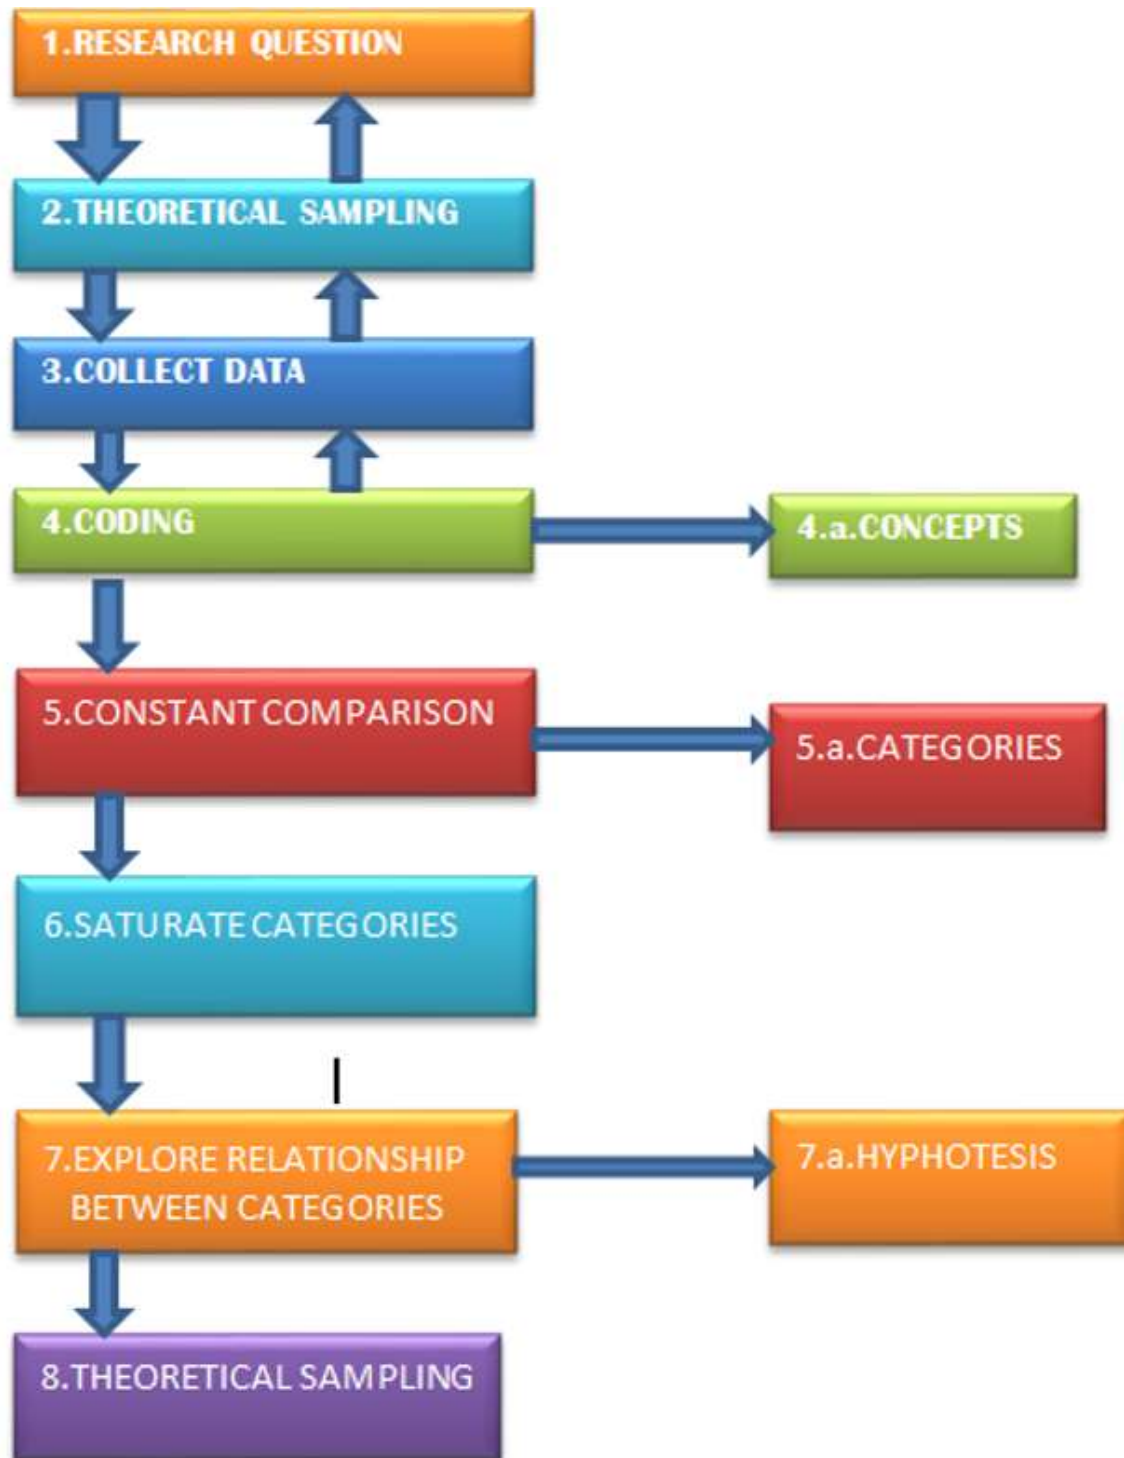 1.RESEARCH QUESTION
2.THEORETICAL SAMPLING
3.COLLECT DATA
4.CODING
4.a.CONCEPTS
5.CONSTANT COMPARISON
5.a.CATEGORIES
6.SATURATE CATEGORIES
7.EXPLORE RELATIONSHIP
BETWEEN CATEGORIES
7.a.HYPHOTESIS
8.THEORETICAL SAMPLING